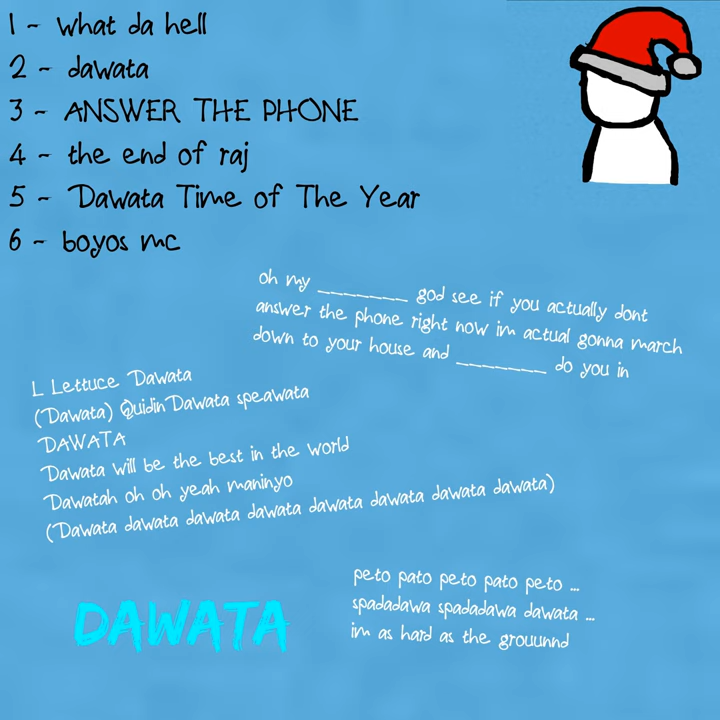 1 - what da hell
2 - dawata
3 - ANSWER THE PHONE
4 - the end of raj
5 - Dawata Time of The Year
6 - boyos mc
oh my __________ god see if you actually dont
answer the phone right now im actual gonna march
down to your house and __________ do you in
L Lettuce Dawata
(Dawata) QuidinDawata speawata
DAWATA
Dawata will be the best in the world
Dawatah oh oh yeah maninyo
(Dawata dawata dawata dawata dawata dawata dawata dawata)
peto pato peto pato peto ...
spadadawa spadadawa dawata ...
im as hard as the grouunnd
DAWATA